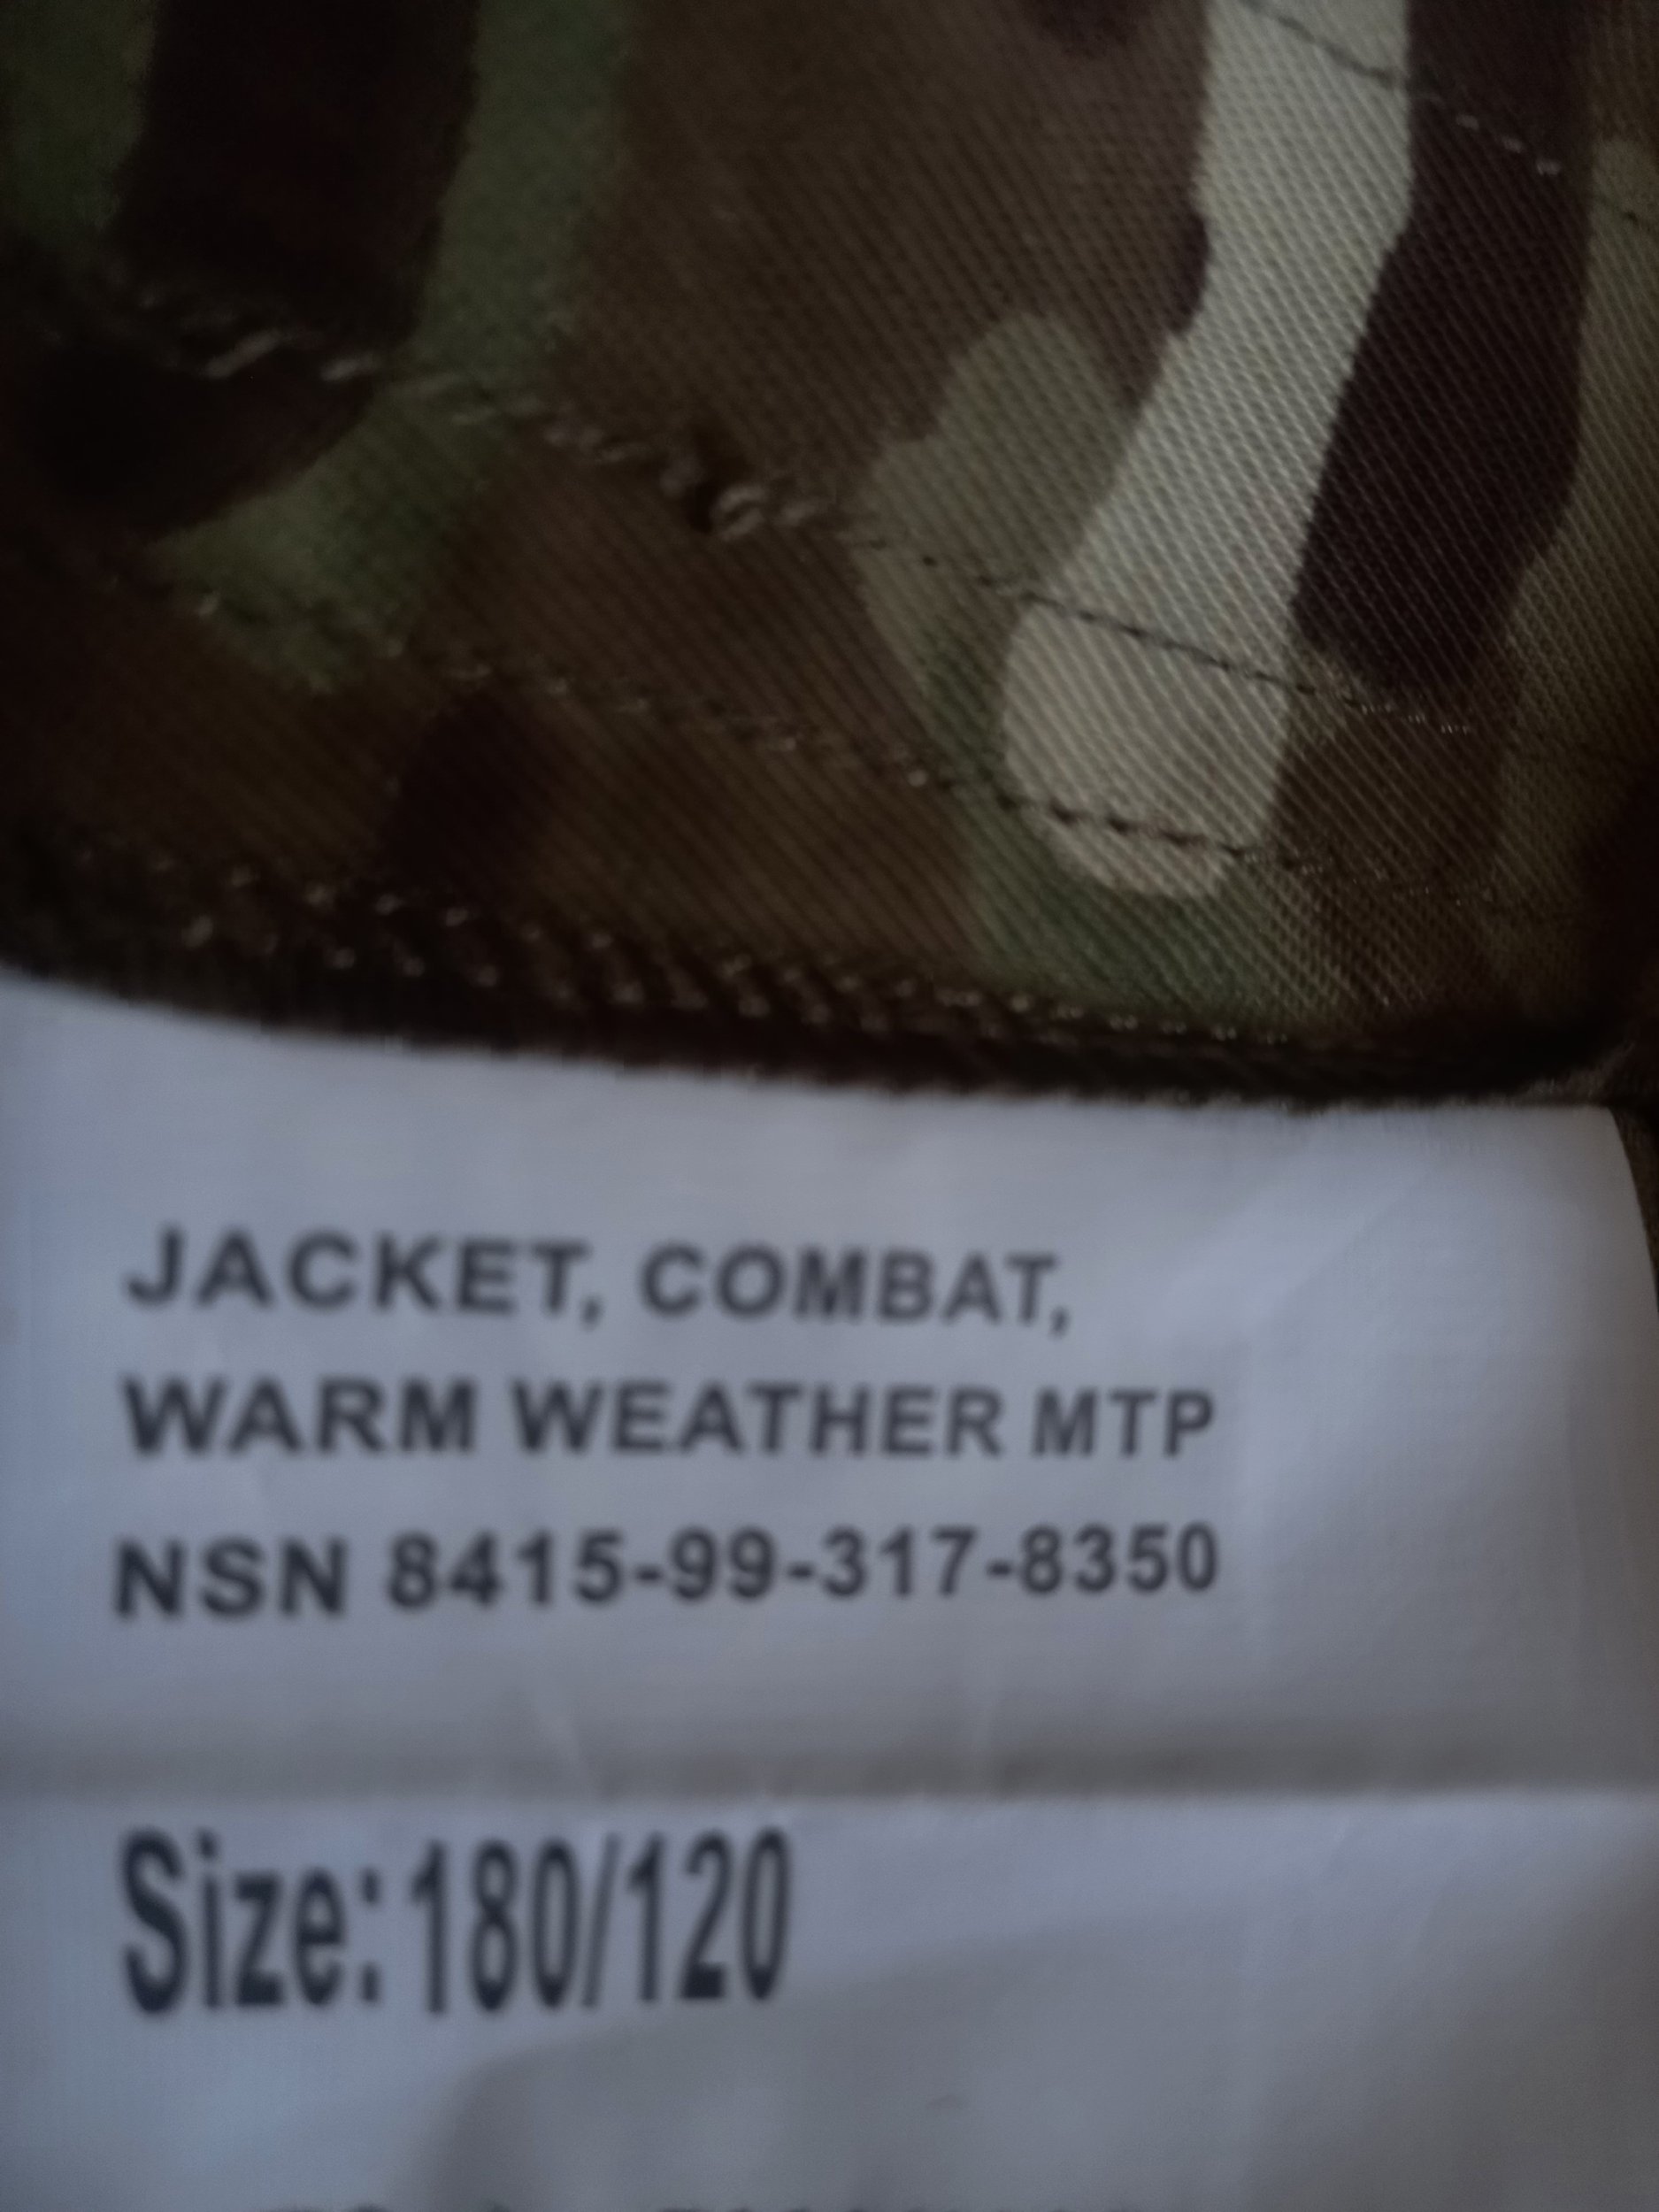 JACKET, COMBAT,
WARM WEATHER MTP
NSN 8415-99-317-8350
Size:180/120